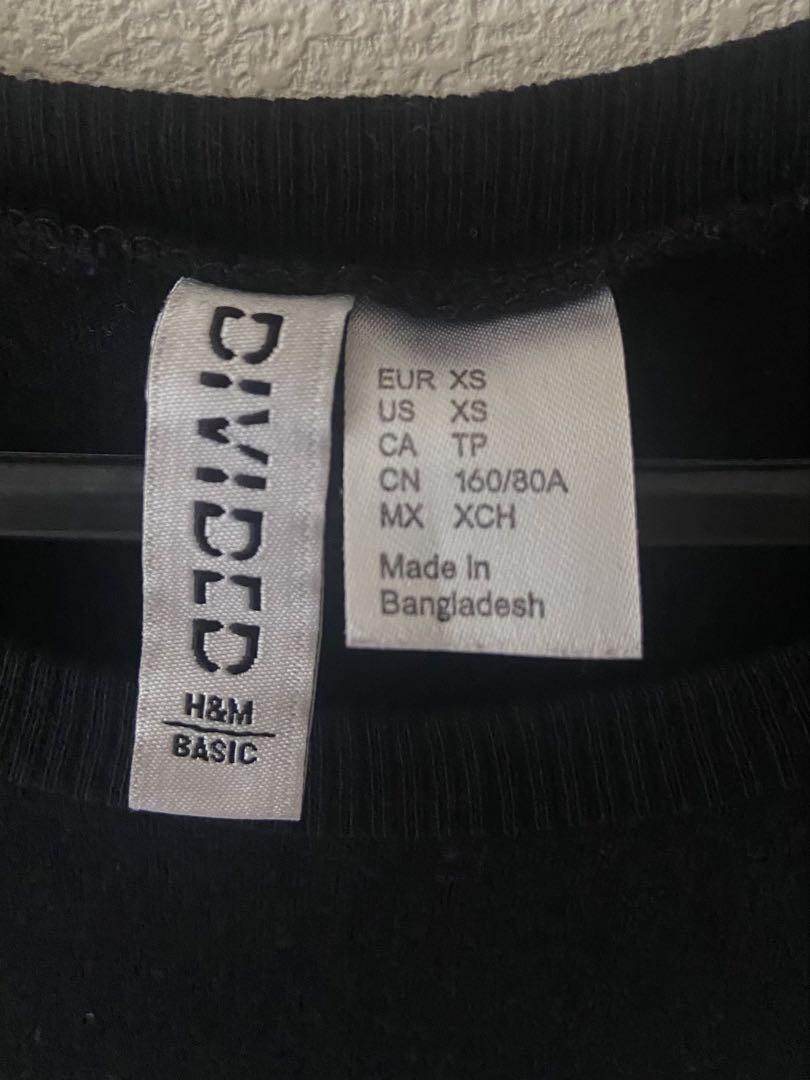 DIVIDED
H&M
BASIC
EUR XS
US XS
CA TP
CN 160/80A
MX XCH
Made in
Bangladesh